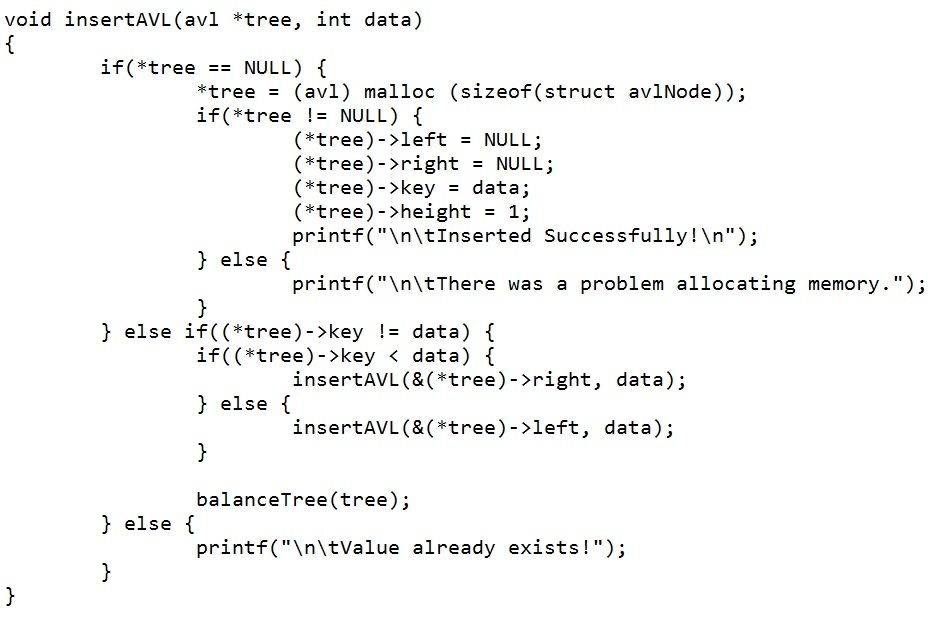 void insertAVL(avl *tree, int data)
{
        if(*tree == NULL) {
                *tree = (avl) malloc (sizeof(struct avlNode));
                if(*tree != NULL) {
                        (*tree)->left = NULL;
                        (*tree)->right = NULL;
                        (*tree)->key = data;
                        (*tree)->height = 1;
                        printf("\n\tInserted Successfully!\n");
                } else {
                        printf("\n\tThere was a problem allocating memory.");
                }
        } else if((*tree)->key != data) {
                if((*tree)->key < data) {
                        insertAVL(&(*tree)->right, data);
                } else {
                        insertAVL(&(*tree)->left, data);
                }

                balanceTree(tree);
        } else {
                printf("\n\tValue already exists!");
        }
}